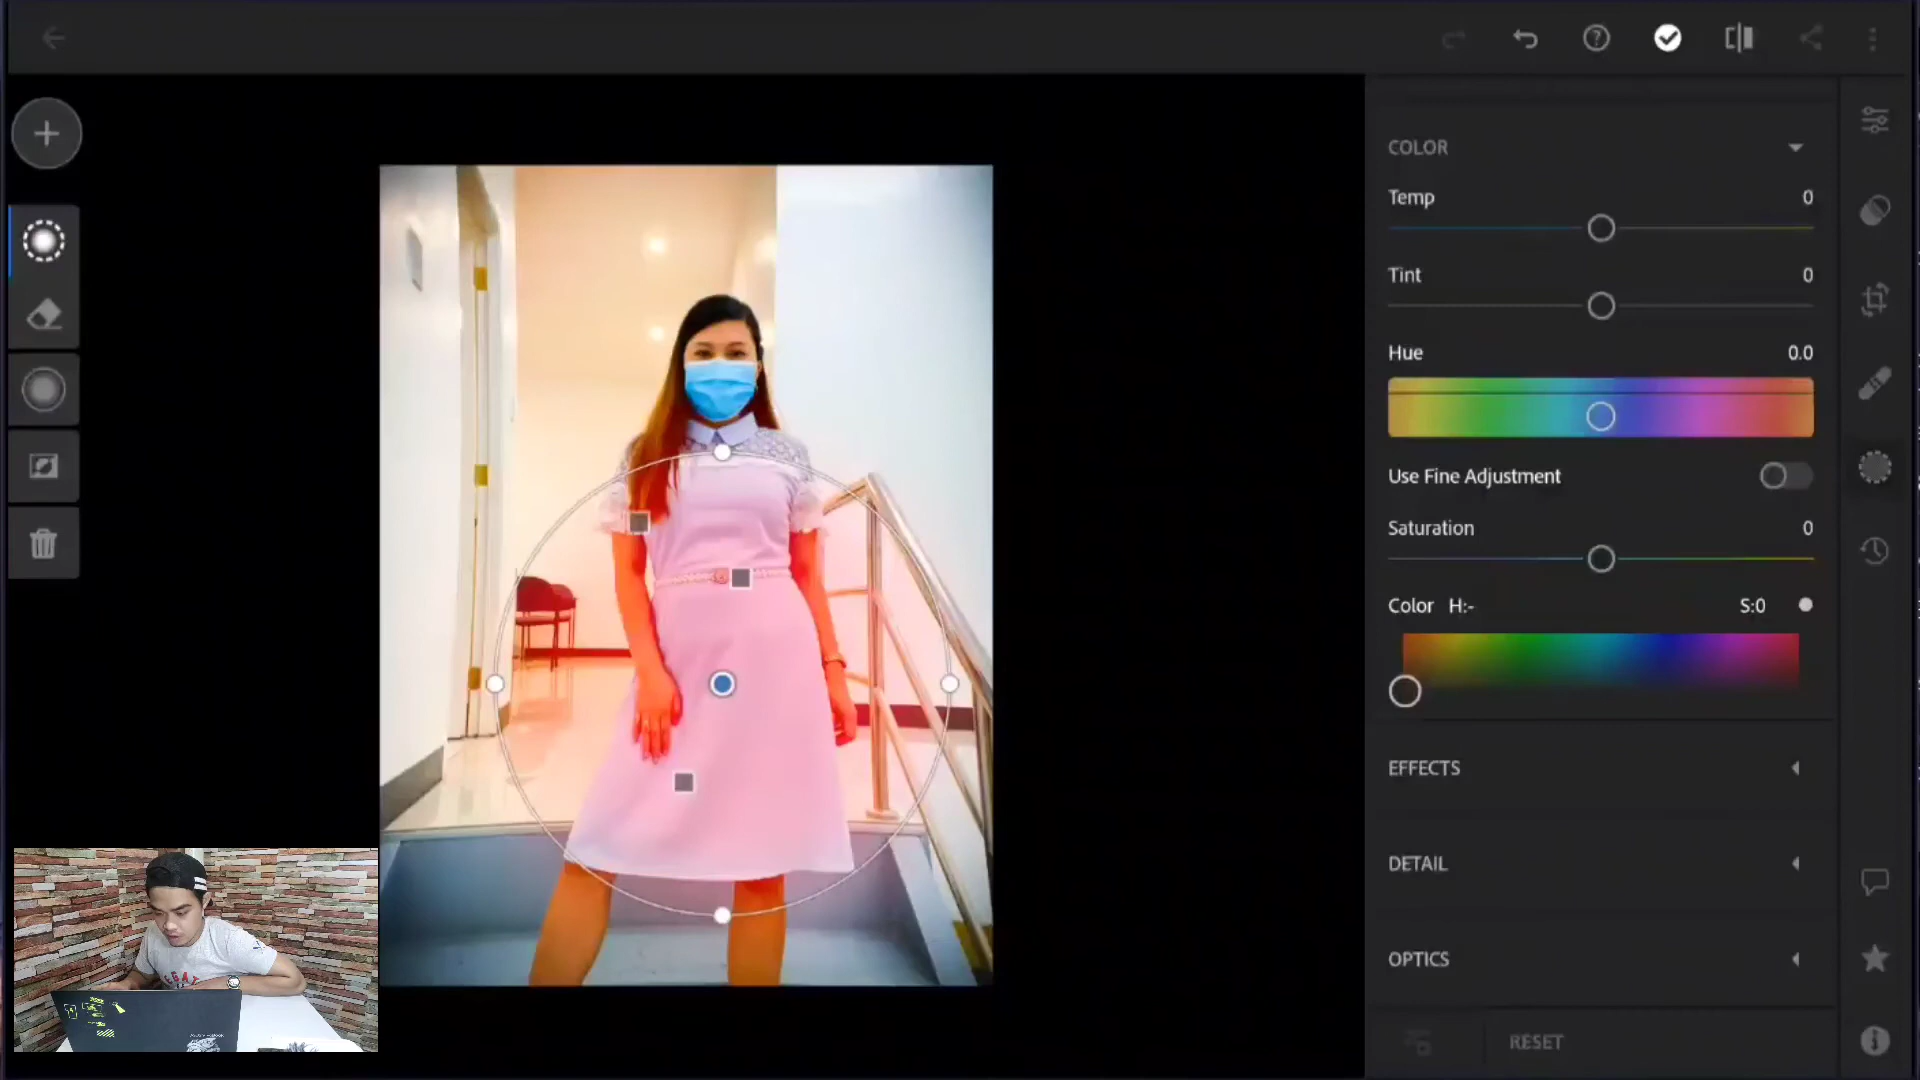 COLOR
Temp 0
Tint 0
Hue 0.0
Use Fine Adjustment
Saturation 0
Color H:- S:0
EFFECTS
DETAIL
OPTICS
RESET